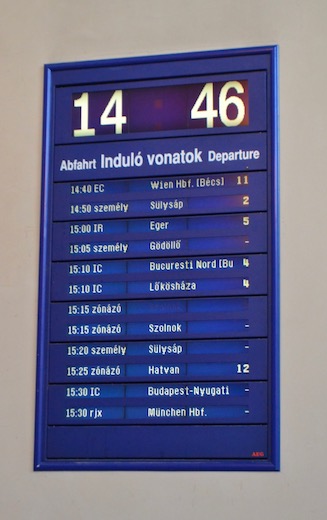 14 46
Abfahrt Induló vonatok Departure
14:40 EC Wien Hbf. (Bécs) 11
14:50 személy Sülysáp 2
15:00 IR Eger 5
15:05 személy Gödöllő -
15:10 IC Bucuresti Nord (Bu 4
15:10 IC Lőkösháza 4
15:15 zónázó
15:15 zónázó Szolnok -
15:20 személy Sülysáp -
15:25 zónázó Hatvan 12
15:30 IC Budapest-Nyugati -
15:30 rjx München Hbf. -
AEG